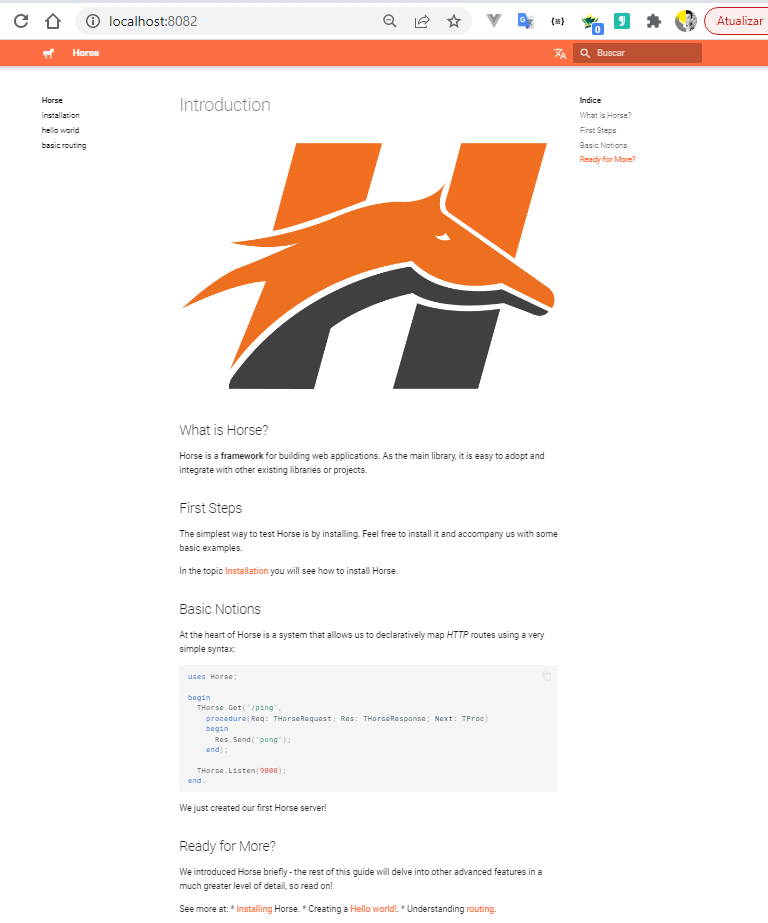 localhost:8082
Atualizar
0
Horse
Buscar
Horse
installation
hello world
basic routing
Introduction
Indice
What is Horse?
First Steps
Basic Notions
Ready for More?
What is Horse?
Horse is a framework for building web applications. As the main library, it is easy to adopt and
integrate with other existing libraries or projects.
First Steps
The simplest way to test Horse is by installing. Feel free to install it and accompany us with some
basic examples.
In the topic Installation you will see how to install Horse.
Basic Notions
At the heart of Horse is a system that allows us to declaratively map HTTP routes using a very
simple syntax:
uses Horse;
begin
  THorse.Get('/ping',
    procedure(Req: THorseRequest; Res: THorseResponse; Next: TProc)
    begin
      Res.Send('pong');
    end);
  THorse.Listen(9000);
end.
We just created our first Horse server!
Ready for More?
We introduced Horse briefly - the rest of this guide will delve into other advanced features in a
much greater level of detail, so read on!
See more at: * Installing Horse. * Creating a Hello world!. * Understanding routing.